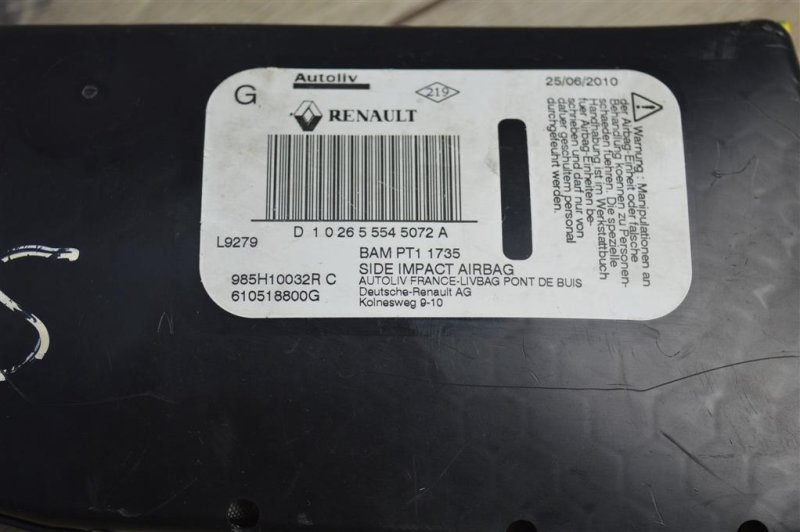 G
Autoliv
219
25/06/2010
RENAULT
D 1 0 26 5 554 5072 A
L9279
BAM PT1 1735
985H10032R C
SIDE IMPACT AIRBAG
610518800G
AUTOLIV FRANCE-LIVBAG PONT DE BUIS
Deutsche-Renault AG
Kolnesweg 9-10
Warnung : Manipulationen an
der Airbag-Einheit oder falsche
Behandlung koennen zu Personen-
schaeden fuehren. Die spezielle
Handhabung ist im Werkstattbuch
fuer Airbag-Einheiten be-
schrieben und darf nur von
dafuer geschultem personal
durchgefuehrt werden.